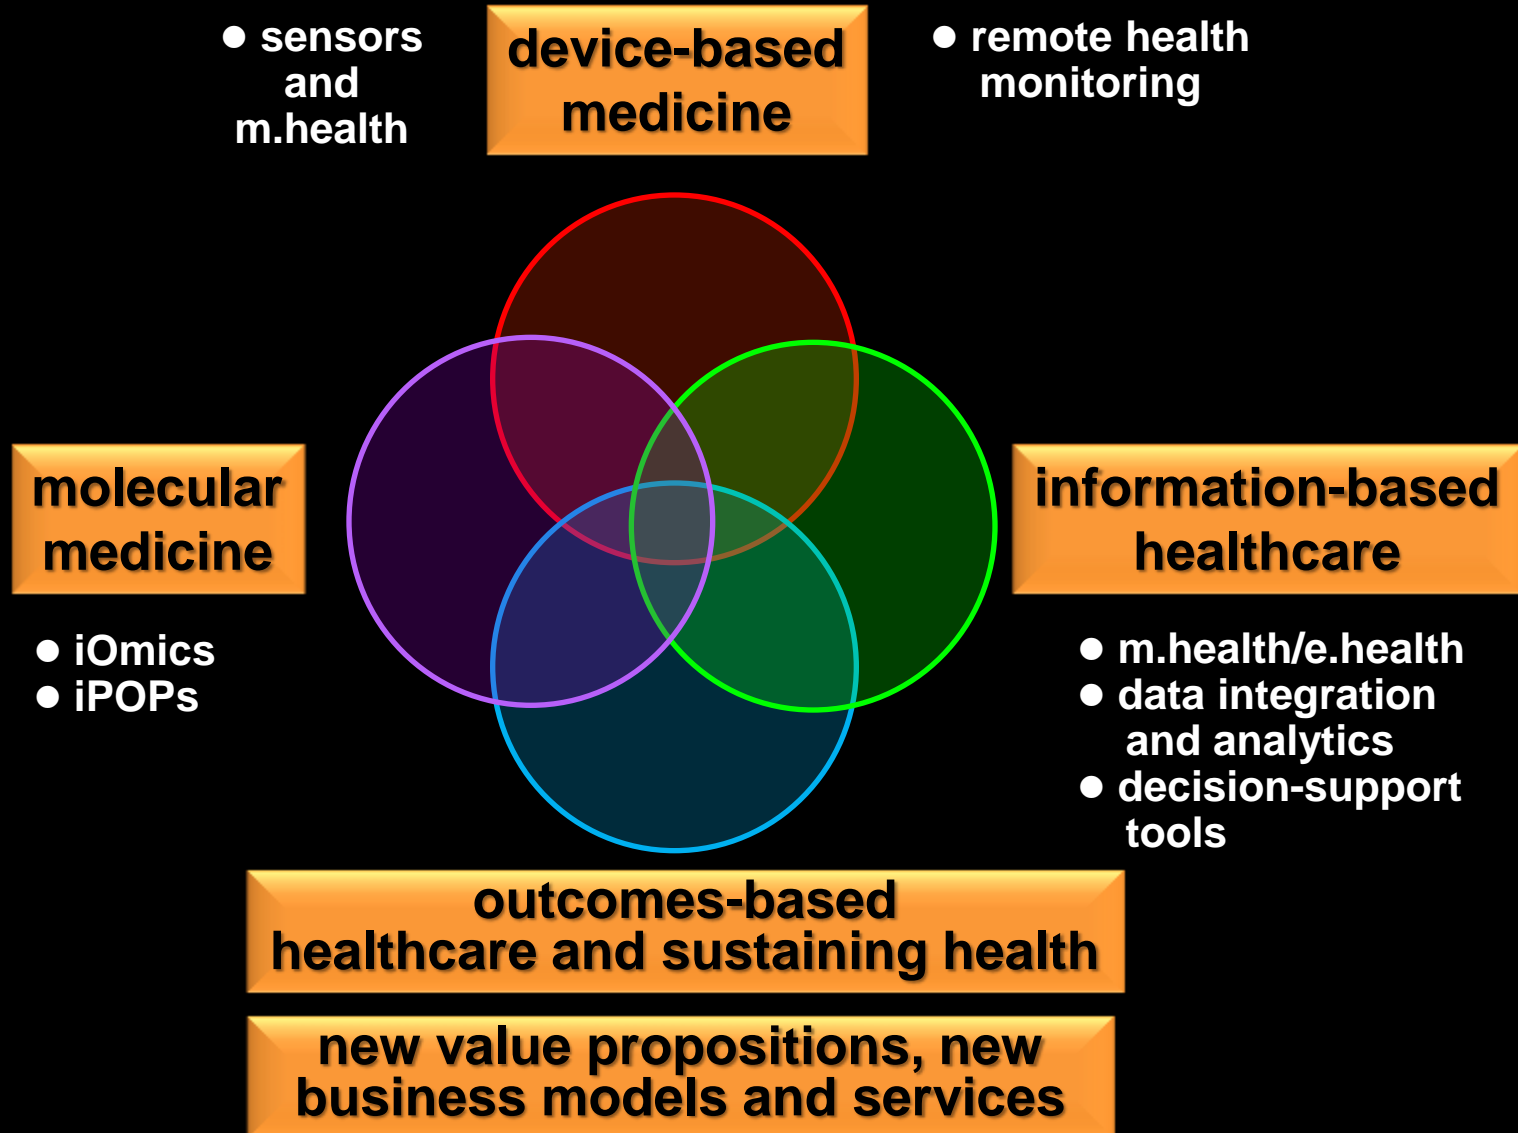 ● sensors
and
m.health
device-based
medicine
● remote health
monitoring
molecular
medicine
● iOmics
● iPOPs
information-based
healthcare
● m.health/e.health
● data integration
and analytics
● decision-support
tools
outcomes-based
healthcare and sustaining health
new value propositions, new
business models and services